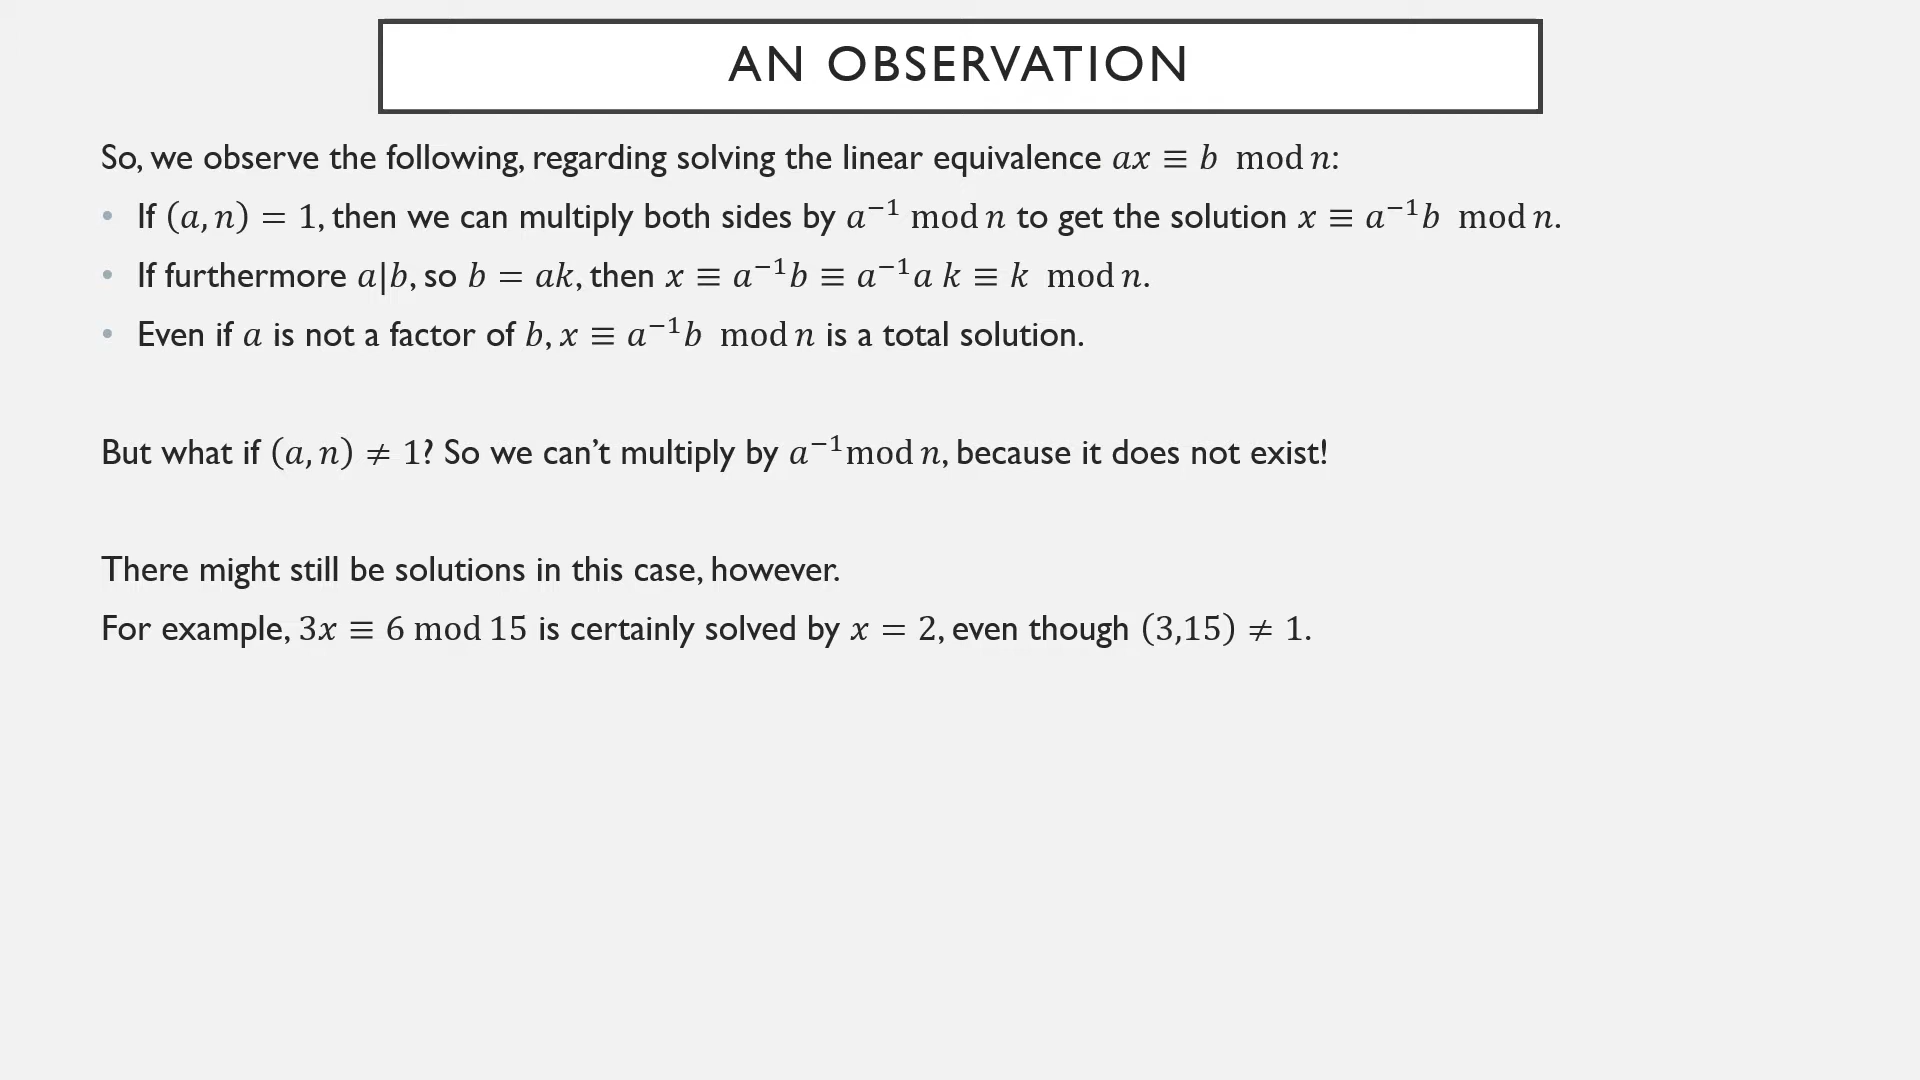 AN OBSERVATION
So, we observe the following, regarding solving the linear equivalence 𝑎𝑥 ≡ 𝑏 mod 𝑛:
• If (𝑎, 𝑛) = 1, then we can multiply both sides by 𝑎⁻¹ mod 𝑛 to get the solution 𝑥 ≡ 𝑎⁻¹𝑏 mod 𝑛.
• If furthermore 𝑎|𝑏, so 𝑏 = 𝑎𝑘, then 𝑥 ≡ 𝑎⁻¹𝑏 ≡ 𝑎⁻¹𝑎 𝑘 ≡ 𝑘 mod 𝑛.
• Even if 𝑎 is not a factor of 𝑏, 𝑥 ≡ 𝑎⁻¹𝑏 mod 𝑛 is a total solution.
But what if (𝑎, 𝑛) ≠ 1? So we can’t multiply by 𝑎⁻¹mod 𝑛, because it does not exist!
There might still be solutions in this case, however.
For example, 3𝑥 ≡ 6 mod 15 is certainly solved by 𝑥 = 2, even though (3,15) ≠ 1.